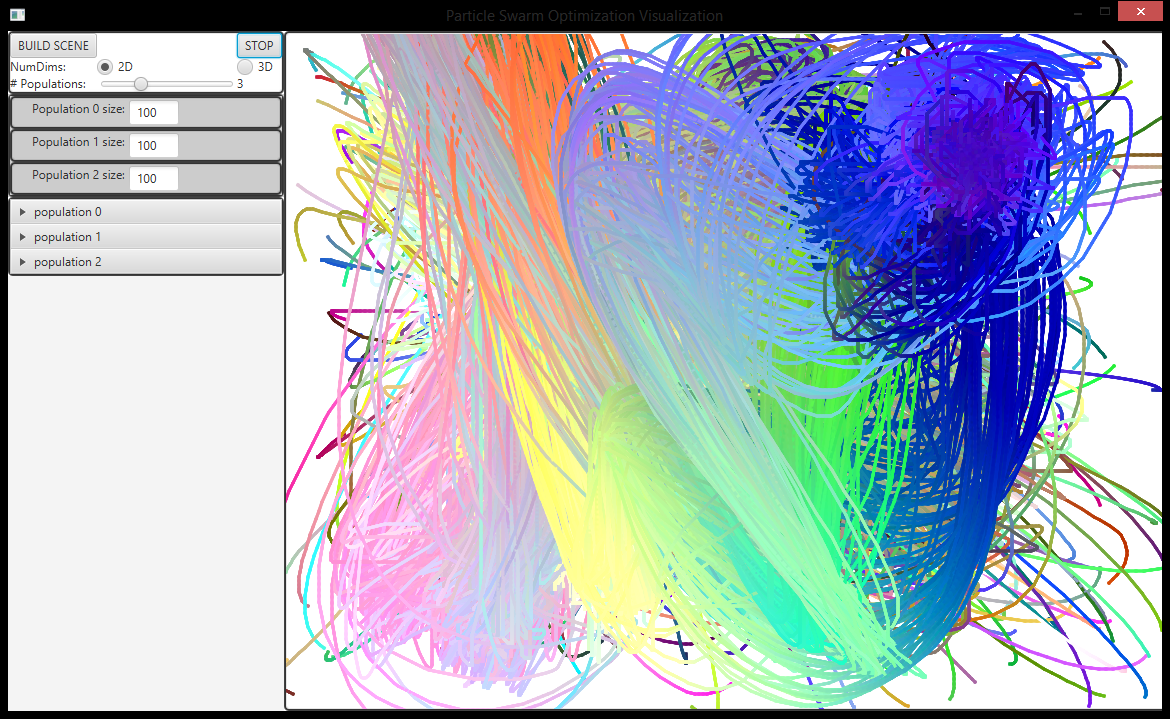 Particle Swarm Optimization Visualization
BUILD SCENE STOP
NumDims: 2D 3D
# Populations: 3
Population 0 size: 100
Population 1 size: 100
Population 2 size: 100
population 0
population 1
population 2